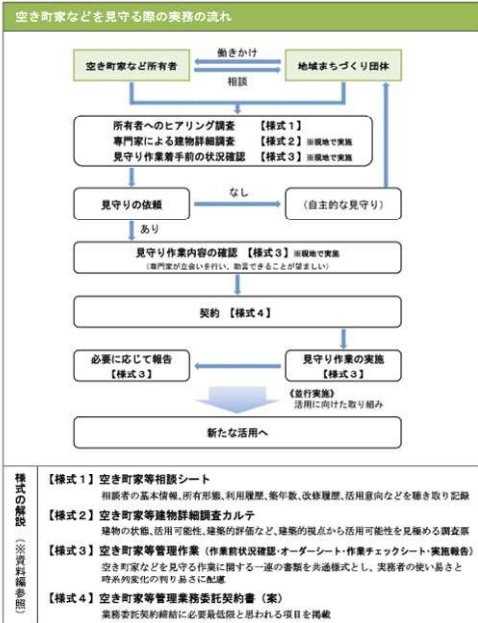 空き町家などを見守る際の実務の流れ
働きかけ
空き町家など所有者
地域まちづくり団体
相談
所有者へのヒアリング調査 【様式１】
専門家による建物詳細調査 【様式２】※現地で実施
見守り作業着手前の状況確認 【様式３】※現地で実施
見守りの依頼
なし
（自主的な見守り）
あり
見守り作業内容の確認 【様式３】※現地で実施
（専門家が立会いを行い、助言できることが望ましい）
契約 【様式４】
必要に応じて報告
【様式３】
見守り作業の実施
【様式３】
《並行実施》
活用に向けた取り組み
新たな活用へ
様式の解説（※資料編参照）
【様式１】空き町家等相談シート
相談者の基本情報、所有形態、利用履歴、築年数、改修履歴、活用意向などを聴き取り記録
【様式２】空き町家等建物詳細調査カルテ
建物の状態、活用可能性、建築的評価など、建築的視点から活用可能性を見極める調査票
【様式３】空き町家等管理作業（作業前状況確認・オーダーシート・作業チェックシート・実施報告）
空き町家などを見守る作業に関する一連の書類を共通様式とし、実務者の使い易さと
時系列変化の判り易さに配慮
【様式４】空き町家等管理業務委託契約書（案）
業務委託契約締結に必要最低限と思われる項目を掲載